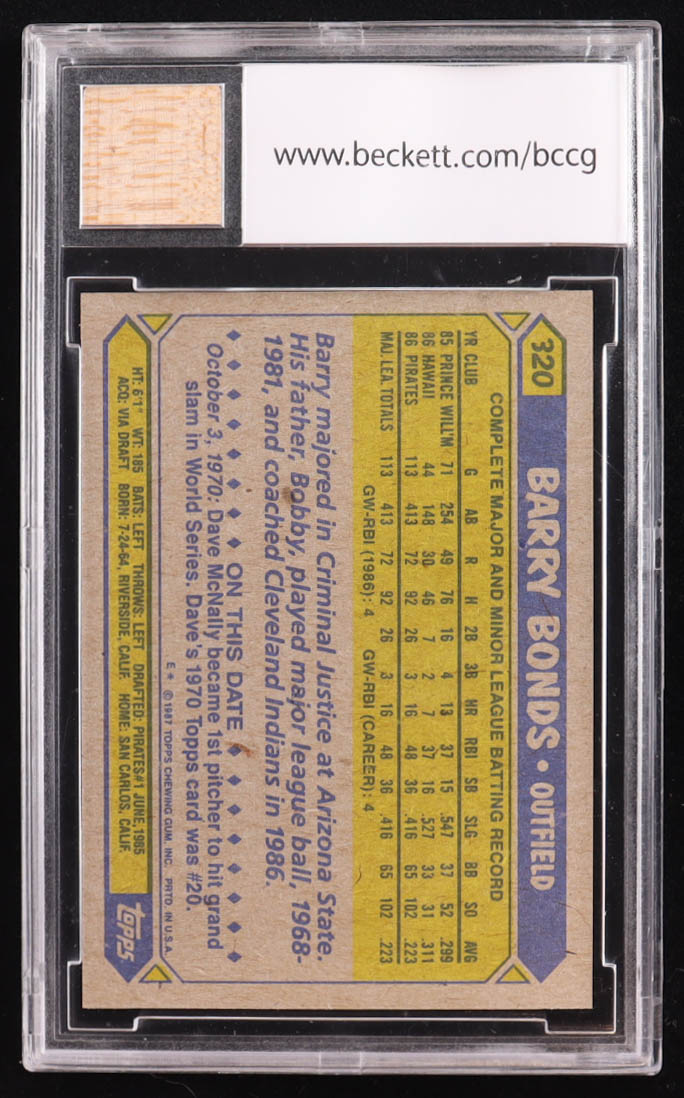 www.beckett.com/bccg
320
BARRY BONDS • OUTFIELD
COMPLETE MAJOR AND MINOR LEAGUE BATTING RECORD
YR CLUB G AB R H 2B 3B HR RBI SB SLG BB SO AVG
85 PRINCE WILL'M 71 254 49 76 16 4 13 37 15 .547 37 52 .299
86 HAWAII 44 148 30 46 7 2 7 37 16 .527 33 31 .311
86 PIRATES 113 413 72 92 26 3 16 48 36 .416 65 102 .223
MAJ. LEA. TOTALS 113 413 72 92 26 3 16 48 36 .416 65 102 .223
GW-RBI (1986): 4 GW-RBI (CAREER): 4
Barry majored in Criminal Justice at Arizona State.
His father, Bobby, played major league ball, 1968-
1981, and coached Cleveland Indians in 1986.
ON THIS DATE
October 3, 1970: Dave McNally became 1st pitcher to hit grand
slam in World Series. Dave's 1970 Topps card was #20.
E* © 1987 TOPPS CHEWING GUM, INC. PRTD. IN U.S.A.
HT: 6'1" WT: 185 BATS: LEFT THROWS: LEFT DRAFTED: PIRATES#1 JUNE, 1985
ACQ: VIA DRAFT BORN: 7-24-64, RIVERSIDE, CALIF. HOME: SAN CARLOS, CALIF.
TOPPS